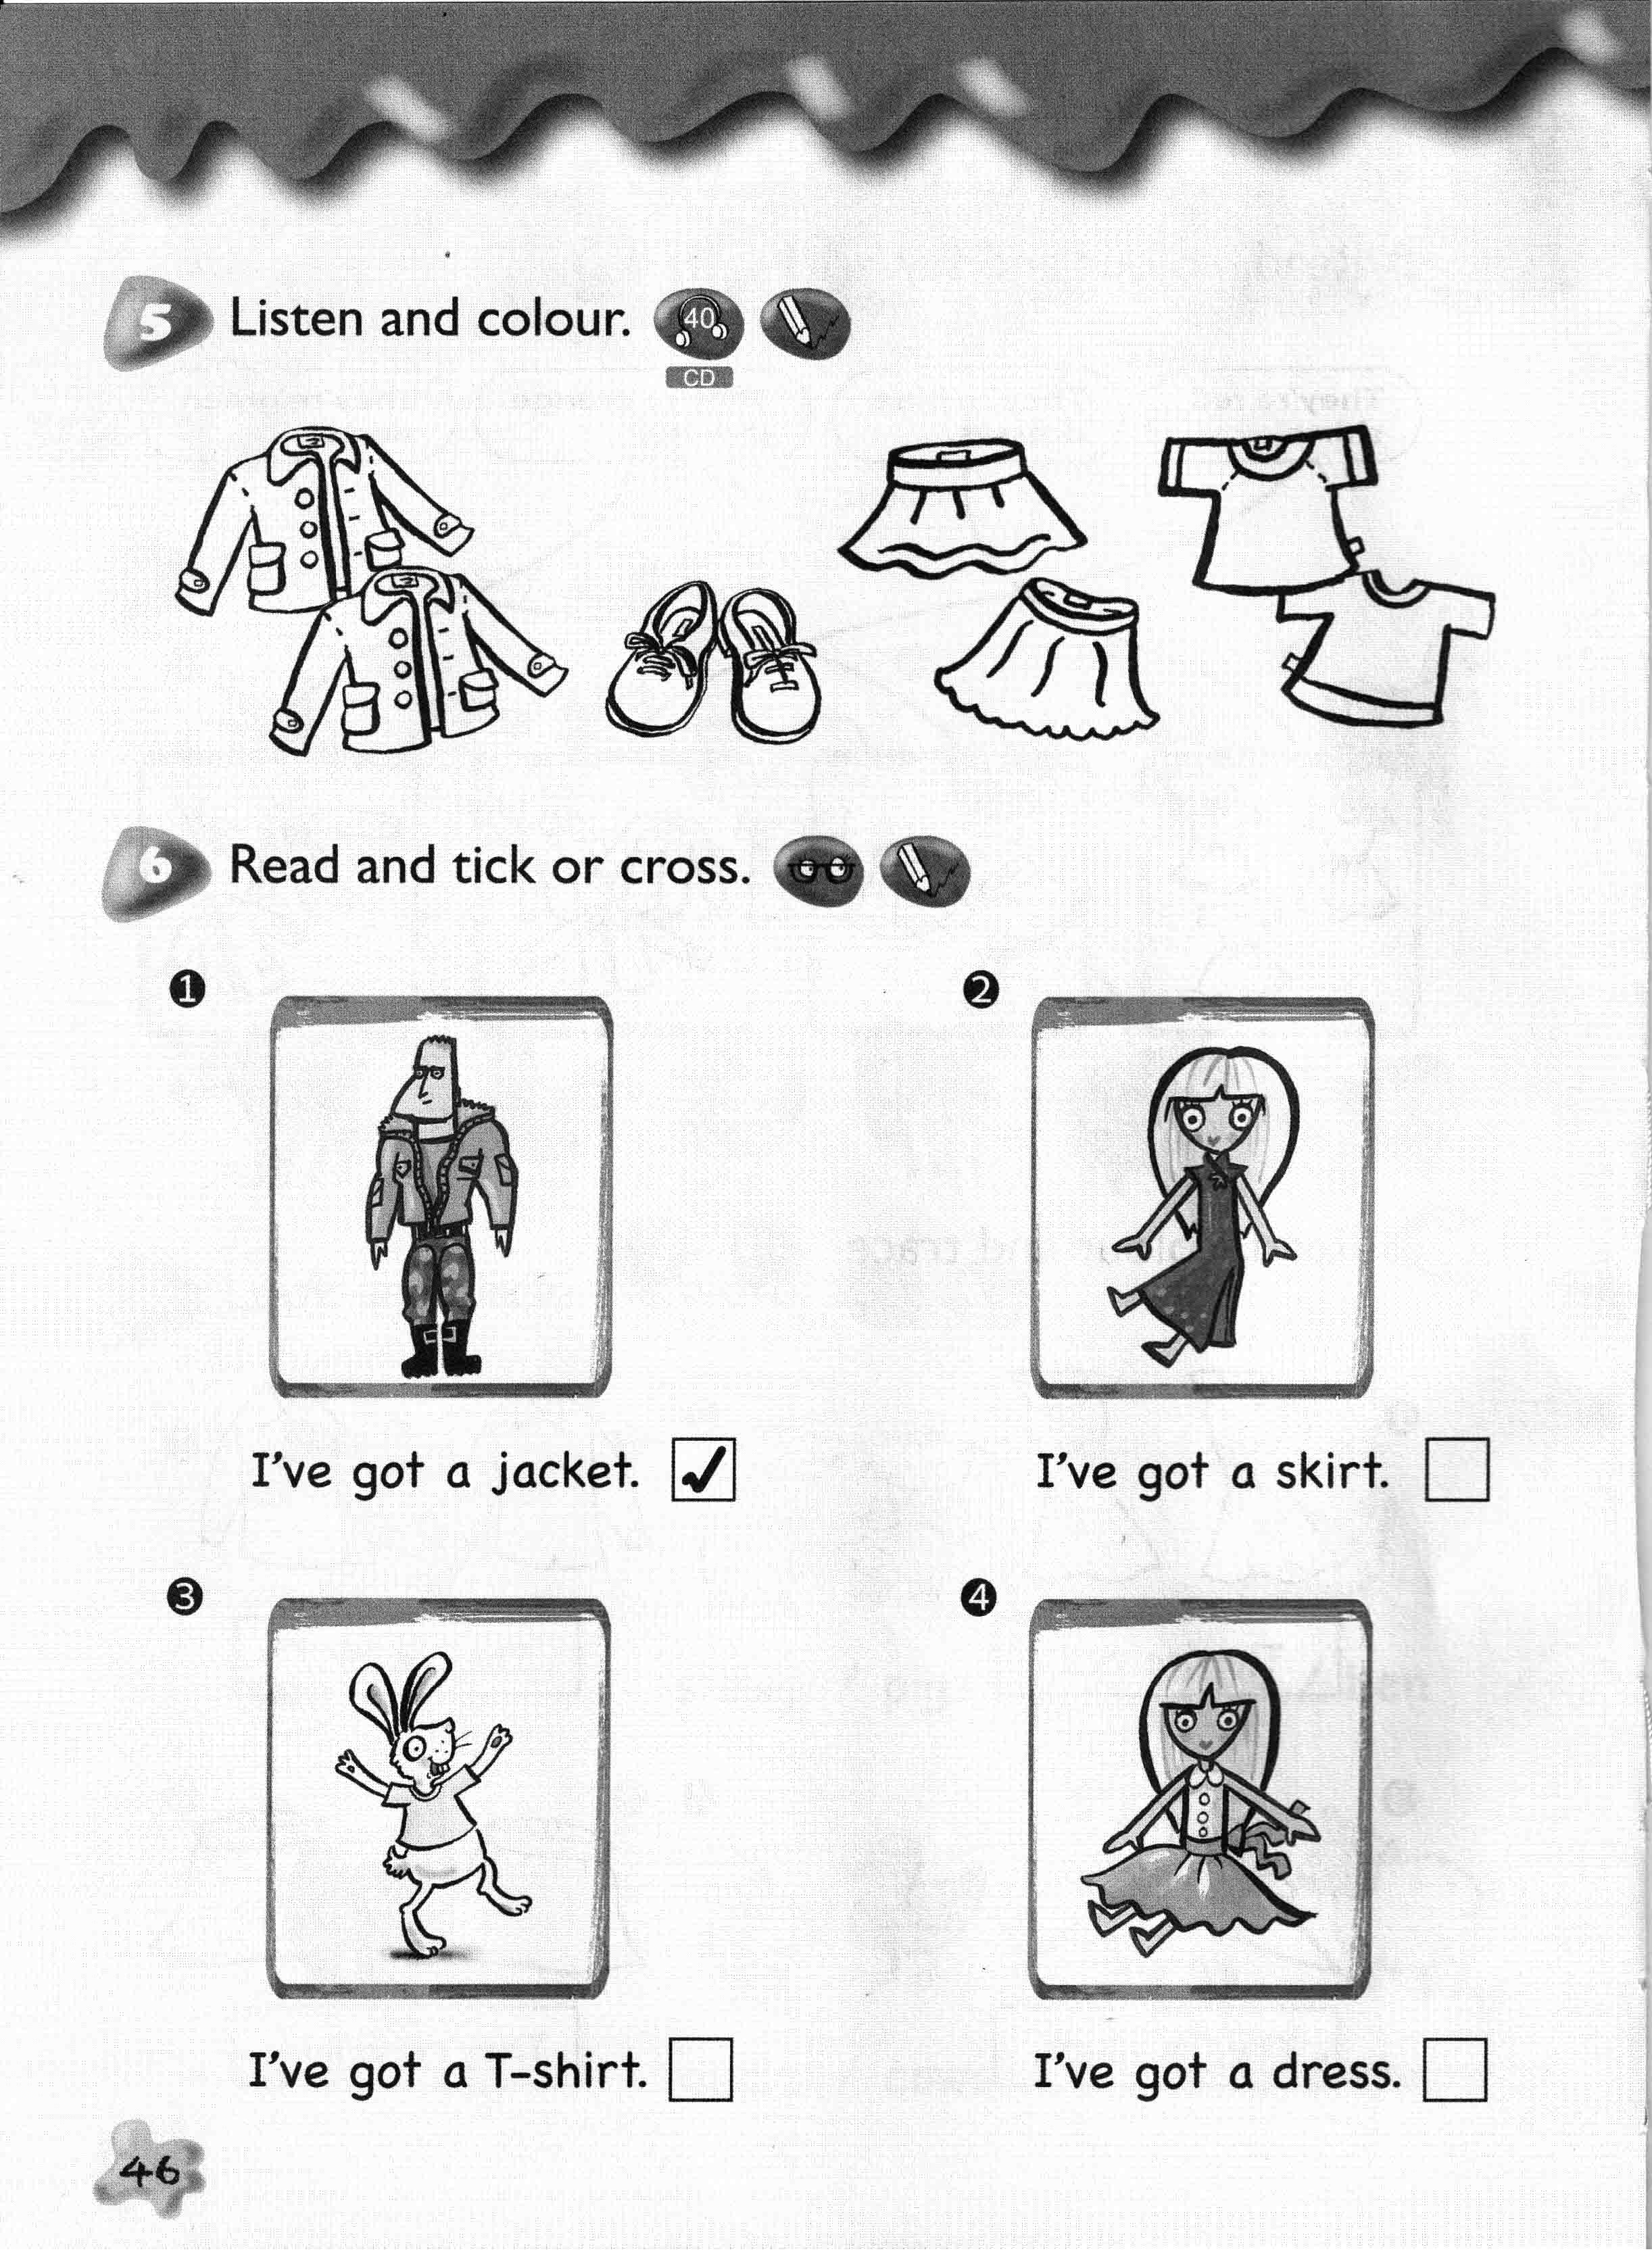 5 Listen and colour. 40
CD
6 Read and tick or cross.
1
2
I've got a jacket. ✓
I've got a skirt.
3
4
I've got a T-shirt.
I've got a dress.
46